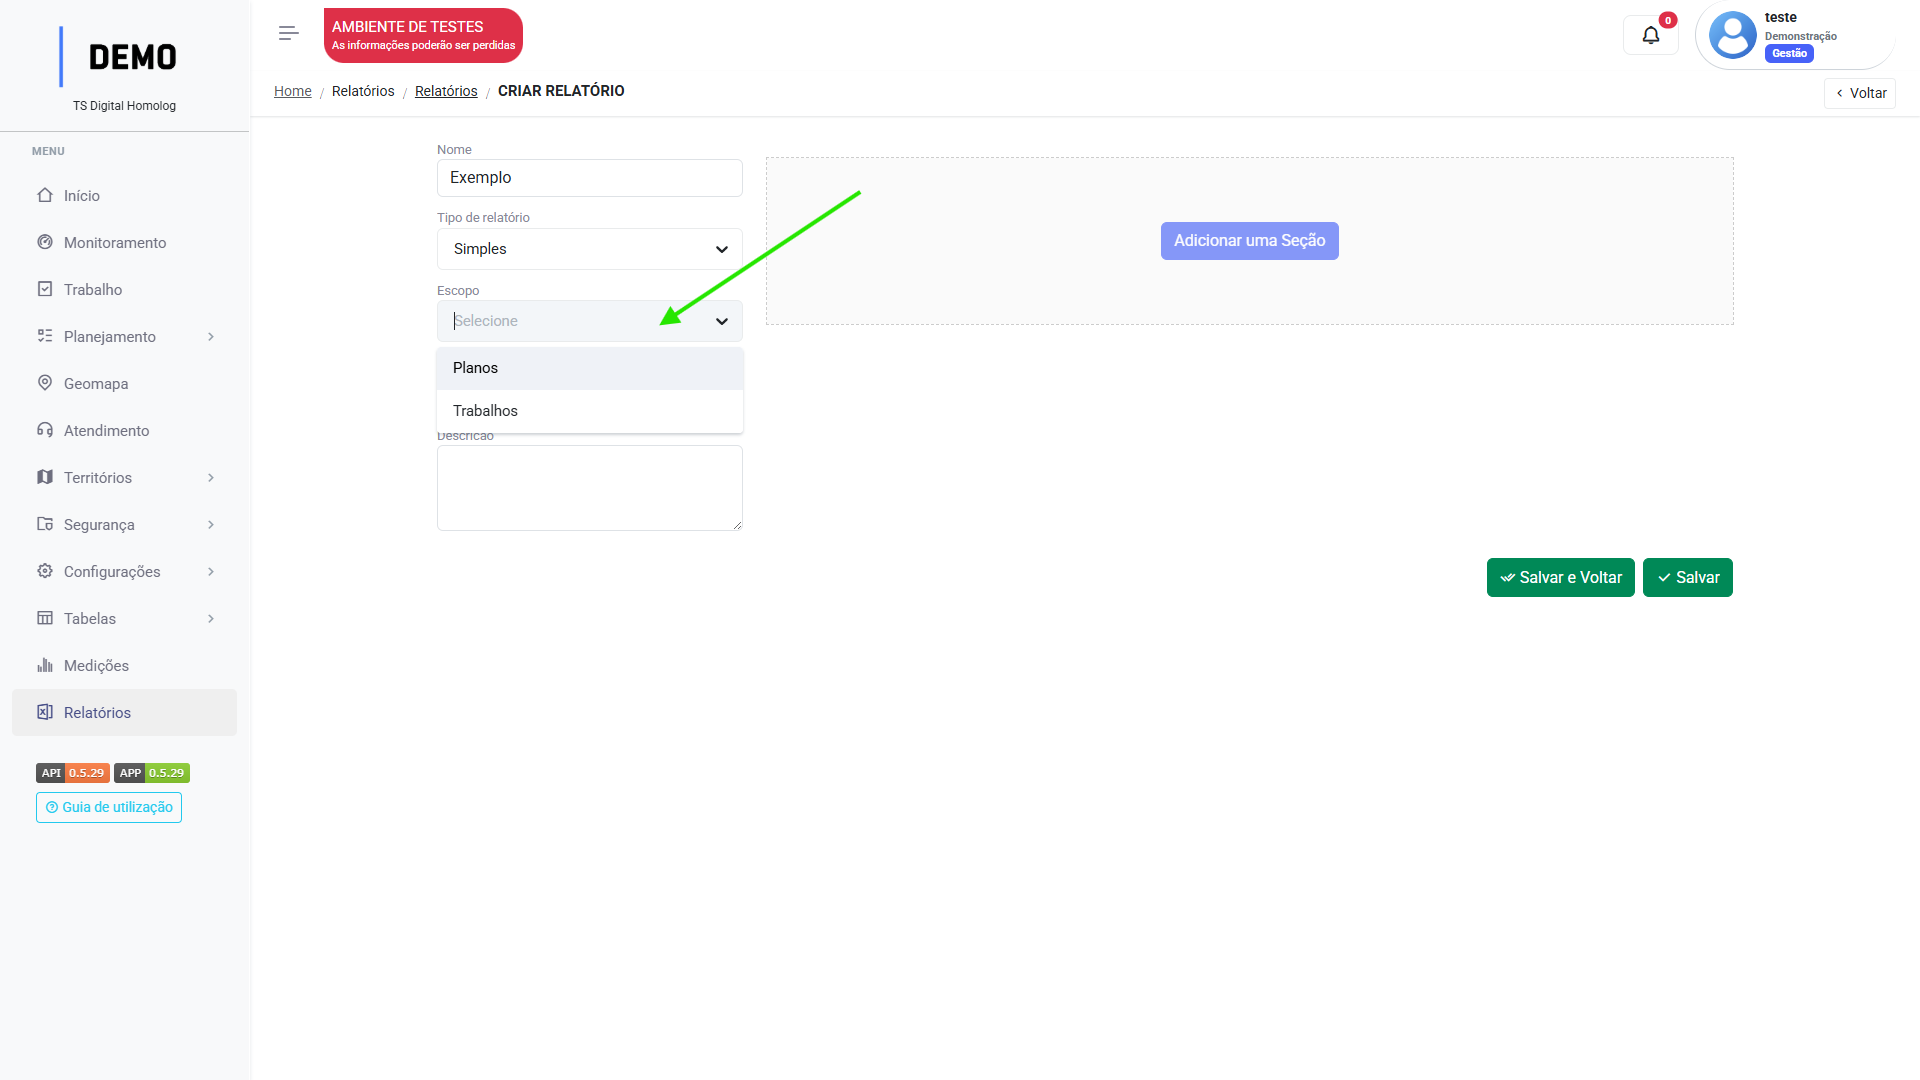 DEMO
TS Digital Homolog
MENU
Início
Monitoramento
Trabalho
Planejamento
Geomapa
Atendimento
Territórios
Segurança
Configurações
Tabelas
Medições
Relatórios
API 0.5.29 APP 0.5.29
Guia de utilização
AMBIENTE DE TESTES
As informações poderão ser perdidas
0
teste
Demonstração
Gestão
Home / Relatórios / Relatórios / CRIAR RELATÓRIO
Voltar
Nome
Exemplo
Tipo de relatório
Simples
Escopo
Selecione
Planos
Trabalhos
Descricao
Adicionar uma Seção
Salvar e Voltar
Salvar